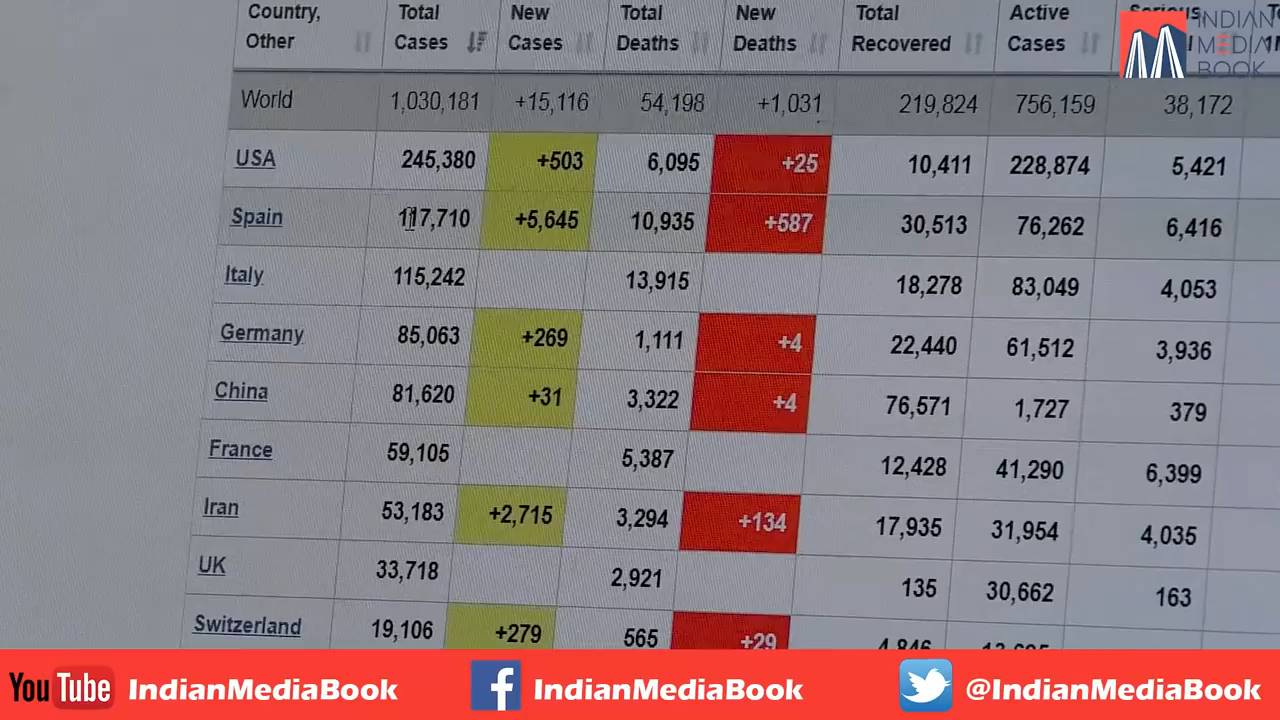 Country, Other Total Cases New Cases Total Deaths New Deaths Total Recovered Active Cases
World 1,030,181 +15,116 54,198 +1,031 219,824 756,159 38,172
USA 245,380 +503 6,095 +25 10,411 228,874 5,421
Spain 117,710 +5,645 10,935 +587 30,513 76,262 6,416
Italy 115,242 13,915 18,278 83,049 4,053
Germany 85,063 +269 1,111 +4 22,440 61,512 3,936
China 81,620 +31 3,322 +4 76,571 1,727 379
France 59,105 5,387 12,428 41,290 6,399
Iran 53,183 +2,715 3,294 +134 17,935 31,954 4,035
UK 33,718 2,921 135 30,662 163
Switzerland 19,106 +279 565 +29
INDIAN
MEDIA
BOOK
YouTube IndianMediaBook f IndianMediaBook @IndianMediaBook